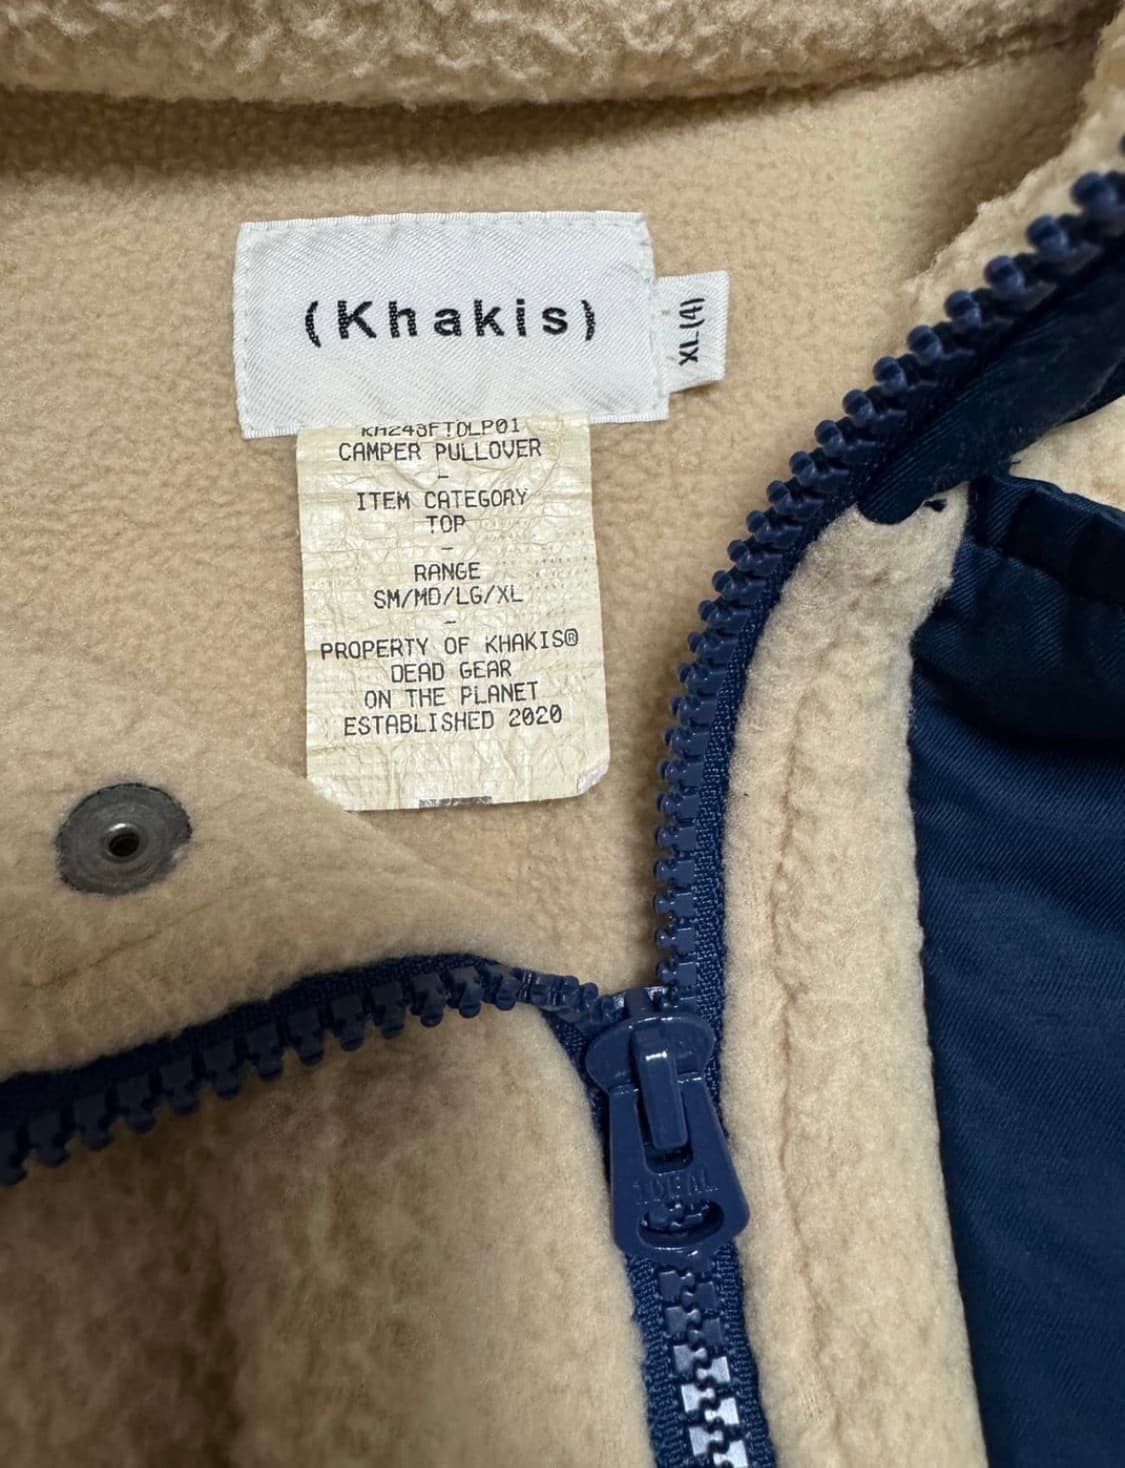 (Khakis)
XL(4)
CAMPER PULLOVER
-
ITEM CATEGORY
TOP
-
RANGE
SM/MD/LG/XL
-
PROPERTY OF KHAKIS®
DEAD GEAR
ON THE PLANET
ESTABLISHED 2020